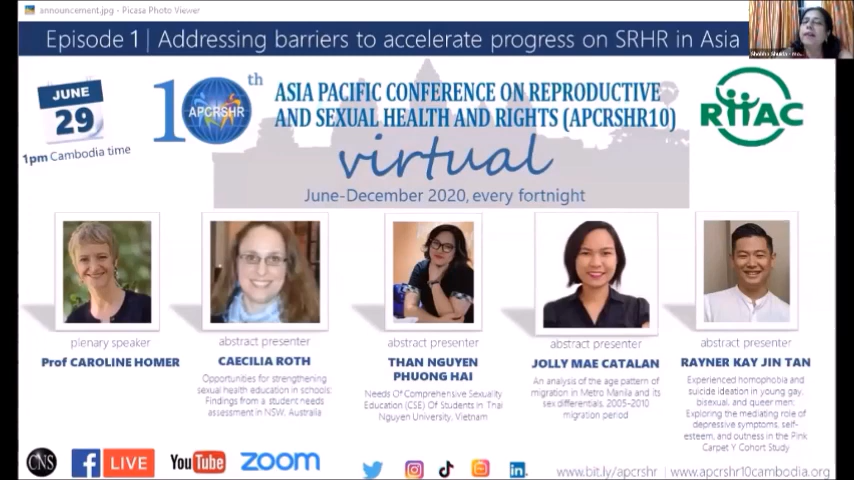 announcement.jpg - Picasa Photo Viewer
Episode 1 | Addressing barriers to accelerate progress on SRHR in Asia
Shobha Shukla
JUNE
29
1pm Cambodia time
10th
APCRSHR
ASIA PACIFIC CONFERENCE ON REPRODUCTIVE
AND SEXUAL HEALTH AND RIGHTS (APCRSHR10)
virtual
June-December 2020, every fortnight
RHAC
plenary speaker
Prof CAROLINE HOMER
abstract presenter
CAECILIA ROTH
Opportunities for strengthening
sexual health education in schools:
Findings from a student needs
assessment in NSW, Australia
abstract presenter
THAN NGUYEN
PHUONG HAI
Needs Of Comprehensive Sexuality
Education (CSE) Of Students in Thai
Nguyen University, Vietnam
abstract presenter
JOLLY MAE CATALAN
An analysis of the age pattern of
migration in Metro Manila and its
sex differentials, 2005-2010
migration period
abstract presenter
RAYNER KAY JIN TAN
Experienced homophobia and
suicide ideation in young gay,
bisexual, and queer men:
Exploring the mediating role of
depressive symptoms, self-
esteem, and outness in the Pink
Carpet Y Cohort Study
CNS
f LIVE
YouTube
zoom
in
www.bit.ly/apcrshr | www.apcrshr10cambodia.org